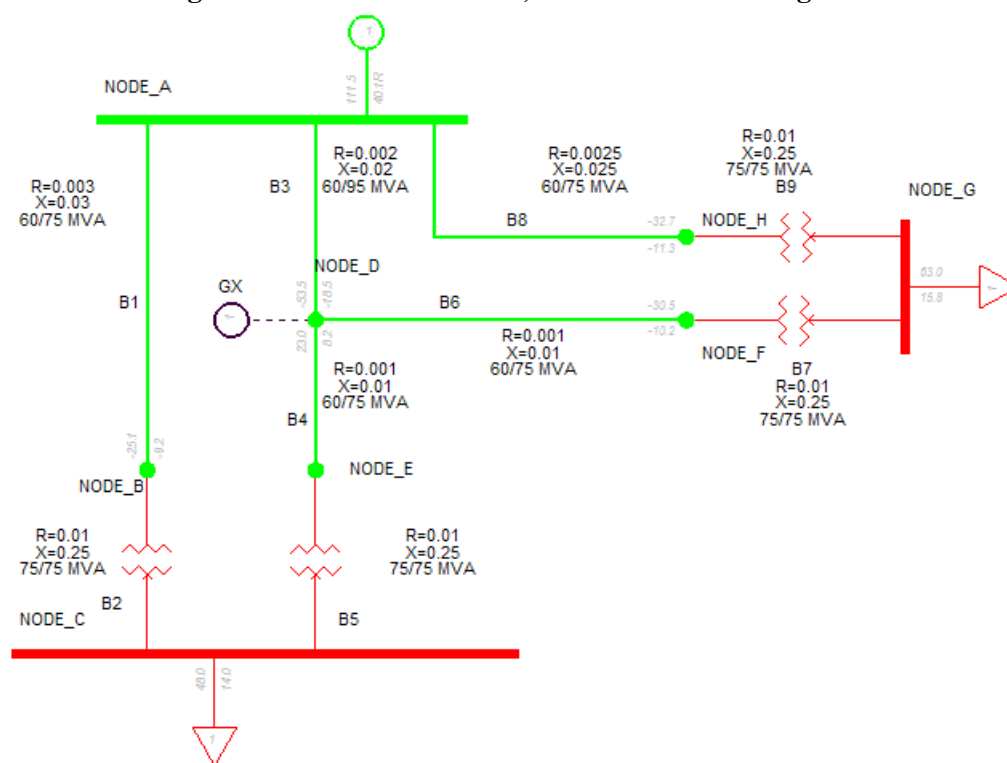 1
NODE_A
111.5
40.1R
R=0.003
X=0.03
60/75 MVA
B3
R=0.002
X=0.02
60/95 MVA
R=0.0025
X=0.025
60/75 MVA
R=0.01
X=0.25
75/75 MVA
B9
NODE_G
B8
-32.7
-11.3
NODE_H
63.0
15.8
1
NODE_D
GX
1
-53.5
-18.5
23.0
8.2
B1
B6
-30.5
-10.2
NODE_F
R=0.001
X=0.01
60/75 MVA
R=0.001
X=0.01
60/75 MVA
B7
R=0.01
X=0.25
75/75 MVA
B4
-25.1
-9.2
NODE_B
NODE_E
R=0.01
X=0.25
75/75 MVA
R=0.01
X=0.25
75/75 MVA
B2
B5
NODE_C
48.0
14.0
1